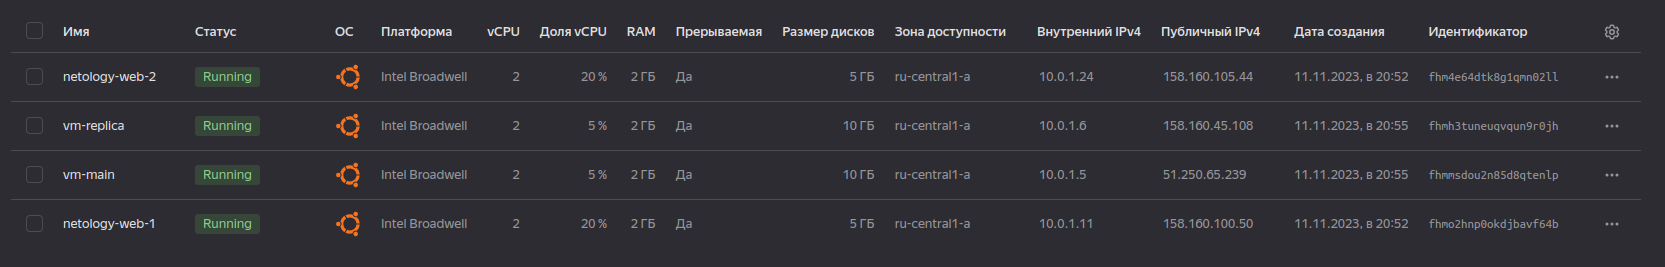 Имя Статус ОС Платформа vCPU Доля vCPU RAM Прерываемая Размер дисков Зона доступности Внутренний IPv4 Публичный IPv4 Дата создания Идентификатор
netology-web-2 Running Intel Broadwell 2 20 % 2 ГБ Да 5 ГБ ru-central1-a 10.0.1.24 158.160.105.44 11.11.2023, в 20:52 fhm4e64dtk8g1qmn02ll
vm-replica Running Intel Broadwell 2 5 % 2 ГБ Да 10 ГБ ru-central1-a 10.0.1.6 158.160.45.108 11.11.2023, в 20:55 fhmh3tuneuqvqun9r0jh
vm-main Running Intel Broadwell 2 5 % 2 ГБ Да 10 ГБ ru-central1-a 10.0.1.5 51.250.65.239 11.11.2023, в 20:55 fhmmsdou2n85d8qtenlp
netology-web-1 Running Intel Broadwell 2 20 % 2 ГБ Да 5 ГБ ru-central1-a 10.0.1.11 158.160.100.50 11.11.2023, в 20:52 fhmo2hnp0okdjbavf64b